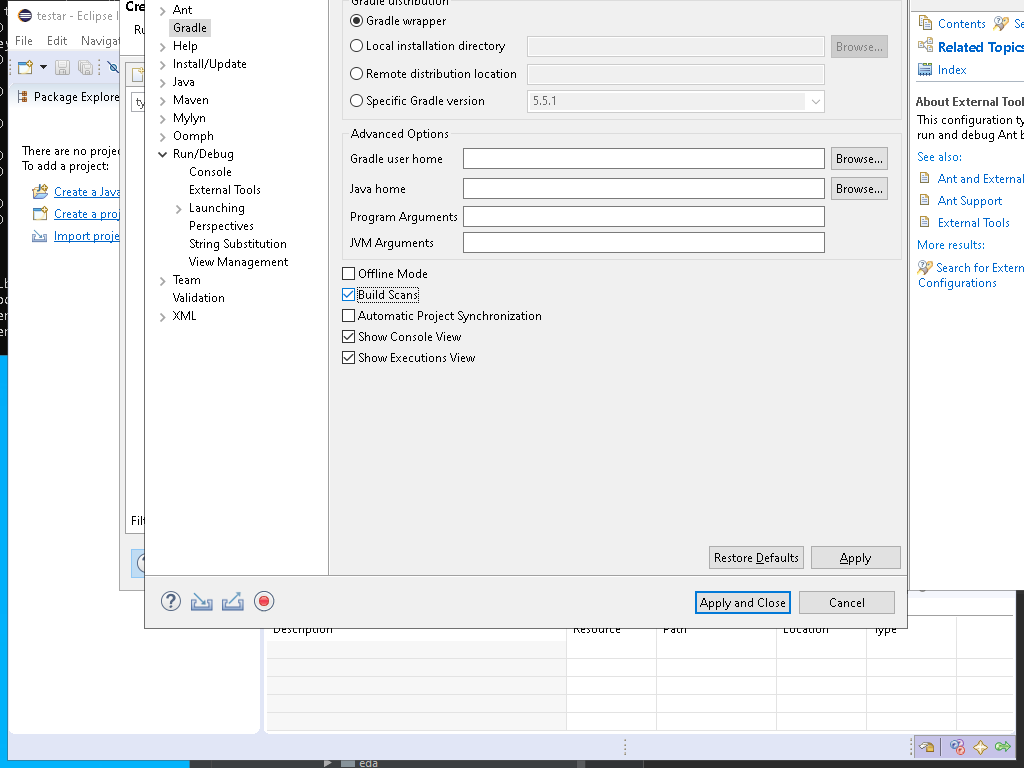 testar - Eclipse I
File Edit Navigat
Package Explore
There are no projec
To add a project:
Create a Java
Create a proj
Import proje
Cre
Ru
ty
Filt
Ant
Gradle
Help
Install/Update
Java
Maven
Mylyn
Oomph
Run/Debug
Console
External Tools
Launching
Perspectives
String Substitution
View Management
Team
Validation
XML
Gradle distribution
Gradle wrapper
Local installation directory
Browse...
Remote distribution location
Specific Gradle version
5.5.1
Advanced Options
Gradle user home
Browse...
Java home
Browse...
Program Arguments
JVM Arguments
Offline Mode
Build Scans
Automatic Project Synchronization
Show Console View
Show Executions View
Restore Defaults
Apply
Apply and Close
Cancel
Contents Se
Related Topics
Index
About External Tool
This configuration ty
run and debug Ant b
See also:
Ant and External
Ant Support
External Tools
More results:
Search for Extern
Configurations
Description Resource Path Location Type
eda